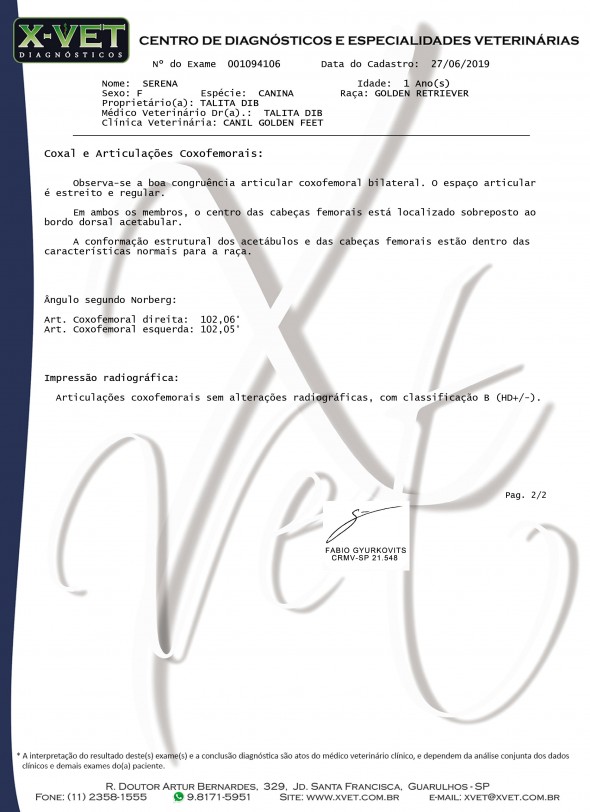 X-VET
DIAGNÓSTICOS
CENTRO DE DIAGNÓSTICOS E ESPECIALIDADES VETERINÁRIAS
N° do Exame 001094106 Data do Cadastro: 27/06/2019
Nome: SERENA Idade: 1 Ano(s)
Sexo: F Espécie: CANINA Raça: GOLDEN RETRIEVER
Proprietário(a): TALITA DIB
Médico Veterinário Dr(a).: TALITA DIB
Clínica Veterinária: CANIL GOLDEN FEET
Coxal e Articulações Coxofemorais:
Observa-se a boa congruência articular coxofemoral bilateral. O espaço articular
é estreito e regular.
Em ambos os membros, o centro das cabeças femorais está localizado sobreposto ao
bordo dorsal acetabular.
A conformação estrutural dos acetábulos e das cabeças femorais estão dentro das
características normais para a raça.
Ângulo segundo Norberg:
Art. Coxofemoral direita: 102,06°
Art. Coxofemoral esquerda: 102,05°
Impressão radiográfica:
Articulações coxofemorais sem alterações radiográficas, com classificação B (HD+/-).
Pag. 2/2
FABIO GYURKOVITS
CRMV-SP 21.548
Xt Vet
* A interpretação do resultado deste(s) exame(s) e a conclusão diagnóstica são atos do médico veterinário clínico, e dependem da análise conjunta dos dados
clínicos e demais exames do(a) paciente.
R. Doutor Artur Bernardes, 329, Jd. Santa Francisca, Guarulhos - SP
Fone: (11) 2358-1555 9.8171-5951 Site: www.xvet.com.br e-mail: xvet@xvet.com.br